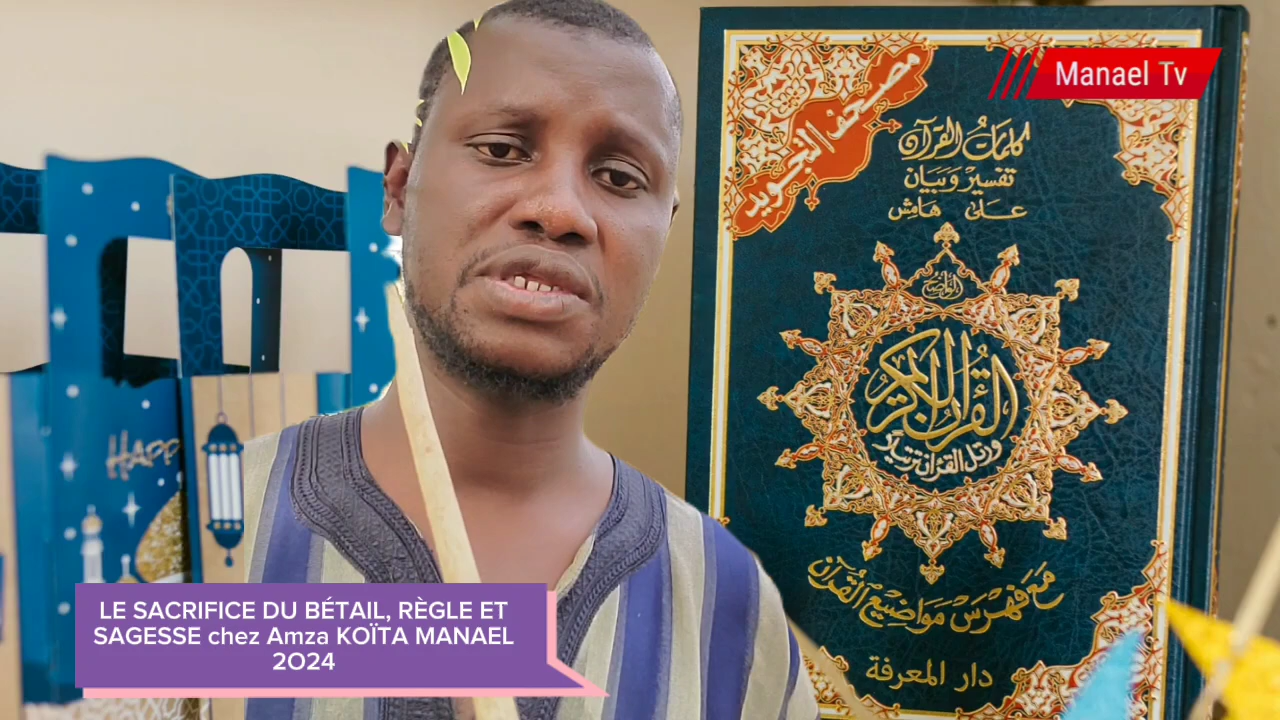 Manael Tv
مصحف التجويد
كلمات القرآن
تفسير وبيان
على هامش
القرآن الكريم
ورتل القرآن ترتيلا
مع فهرس مواضيع القرآن
دار المعرفة
HAPP
LE SACRIFICE DU BÉTAIL, RÈGLE ET
SAGESSE chez Amza KOÏTA MANAEL
2024